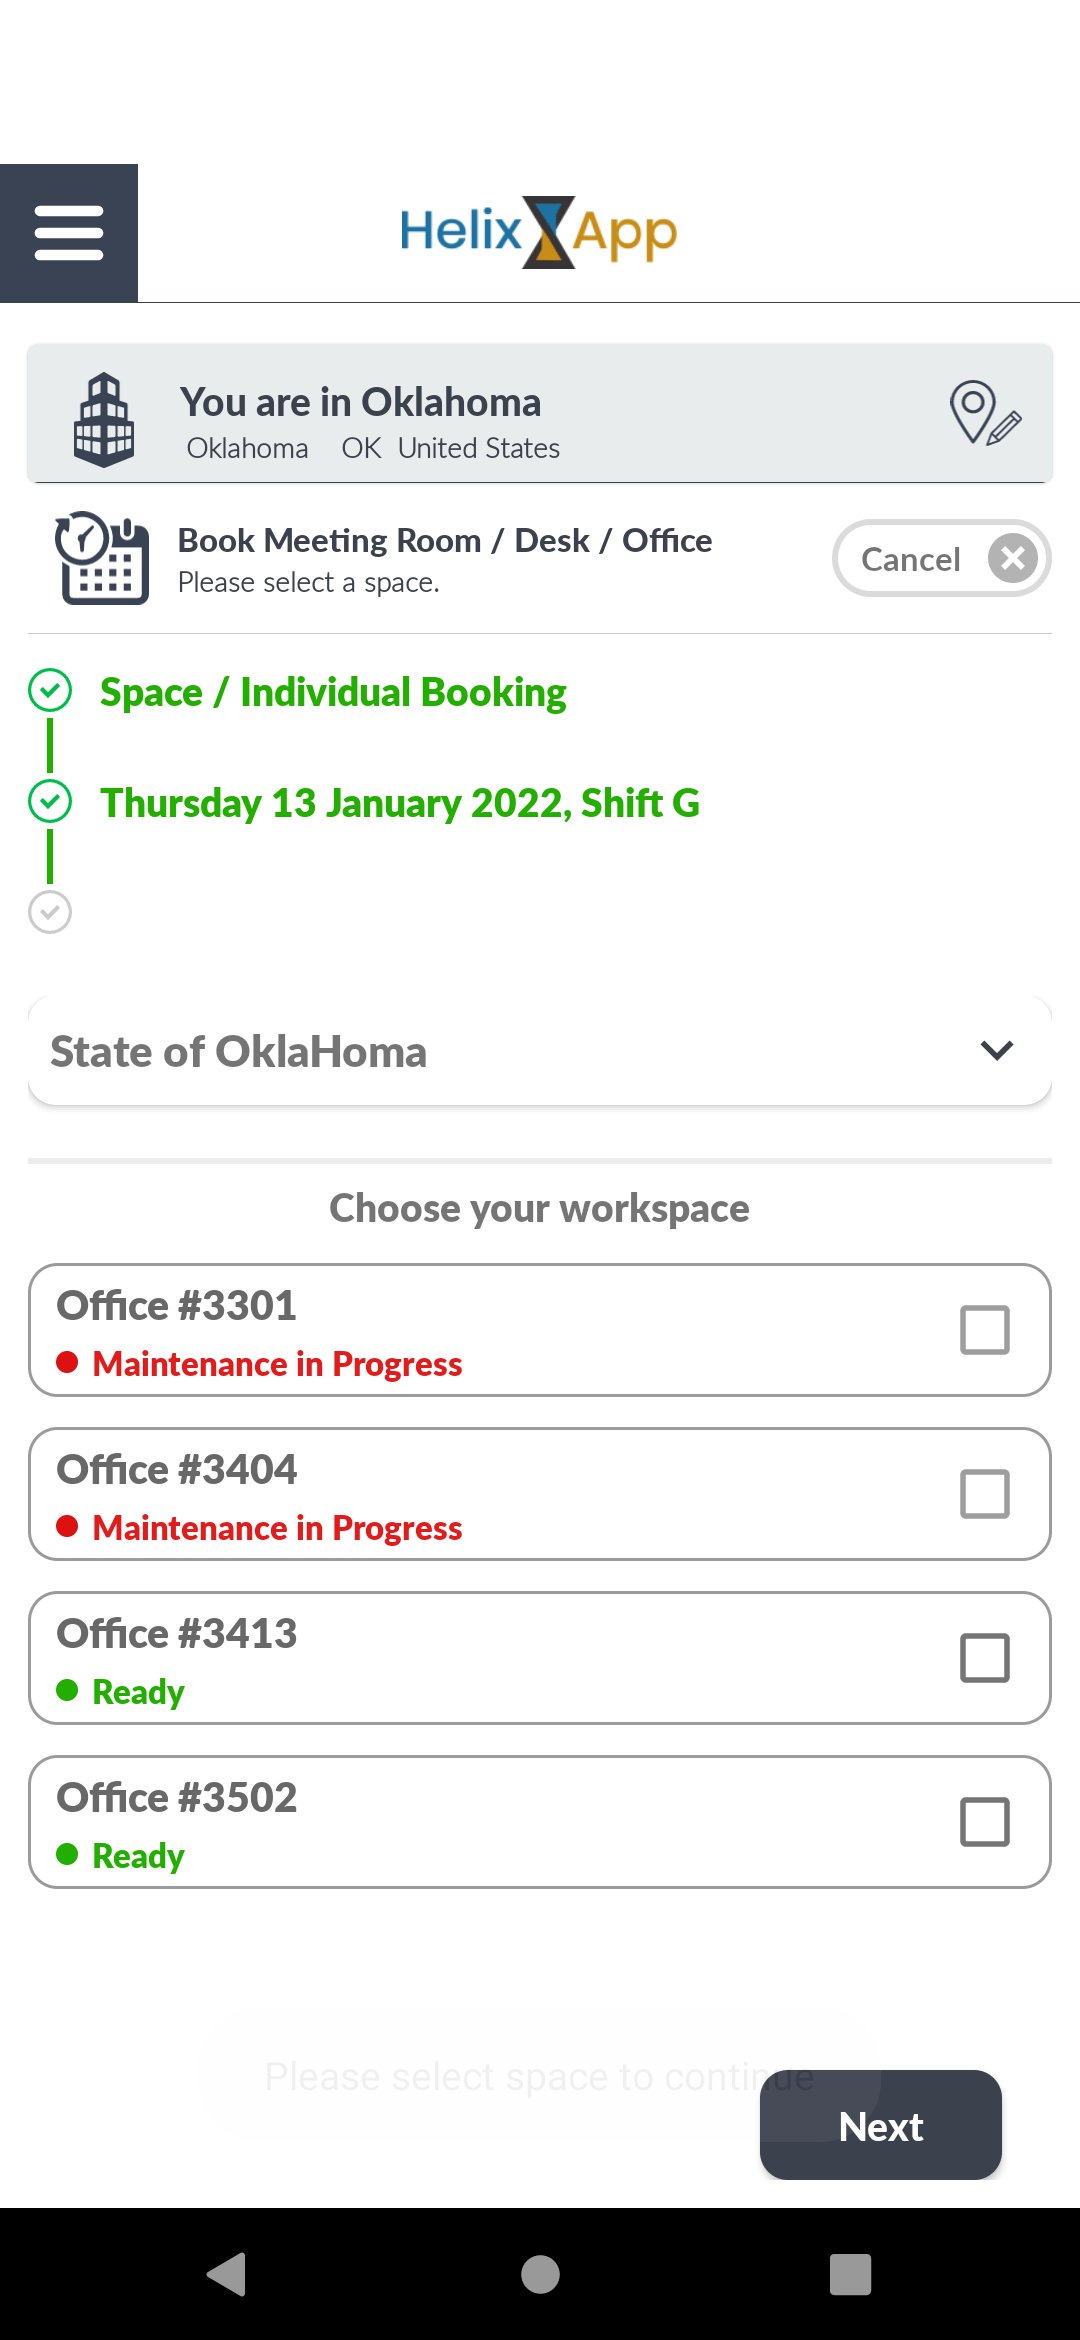 Helix App
You are in Oklahoma
Oklahoma OK United States
Book Meeting Room / Desk / Office
Please select a space.
Cancel
Space / Individual Booking
Thursday 13 January 2022, Shift G
State of OklaHoma
Choose your workspace
Office #3301
Maintenance in Progress
Office #3404
Maintenance in Progress
Office #3413
Ready
Office #3502
Ready
Please select space to continue
Next